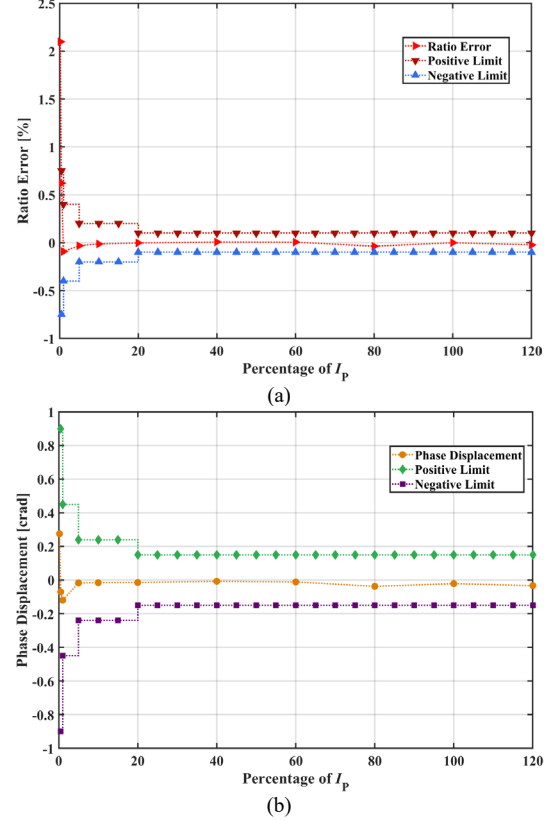 2.5
2
1.5
1
0.5
0
-0.5
-1
Ratio Error [%]
Ratio Error
Positive Limit
Negative Limit
0 20 40 60 80 100 120
Percentage of I_P
(a)
1
0.8
0.6
0.4
0.2
0
-0.2
-0.4
-0.6
-0.8
-1
Phase Displacement [crad]
Phase Displacement
Positive Limit
Negative Limit
0 20 40 60 80 100 120
Percentage of I_P
(b)